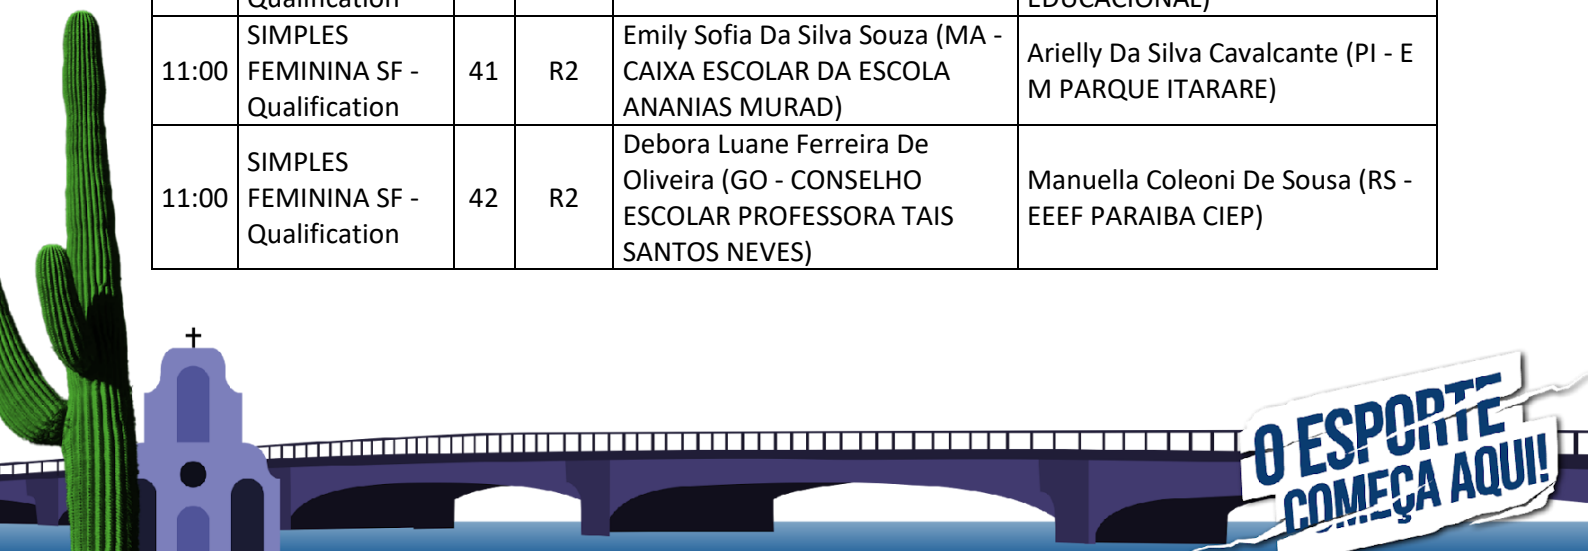 Qualification
EDUCACIONAL)
11:00
SIMPLES
FEMININA SF -
Qualification
41
R2
Emily Sofia Da Silva Souza (MA -
CAIXA ESCOLAR DA ESCOLA
ANANIAS MURAD)
Arielly Da Silva Cavalcante (PI - E
M PARQUE ITARARE)
11:00
SIMPLES
FEMININA SF -
Qualification
42
R2
Debora Luane Ferreira De
Oliveira (GO - CONSELHO
ESCOLAR PROFESSORA TAIS
SANTOS NEVES)
Manuella Coleoni De Sousa (RS -
EEEF PARAIBA CIEP)
O ESPORTE
COMEÇA AQUI!